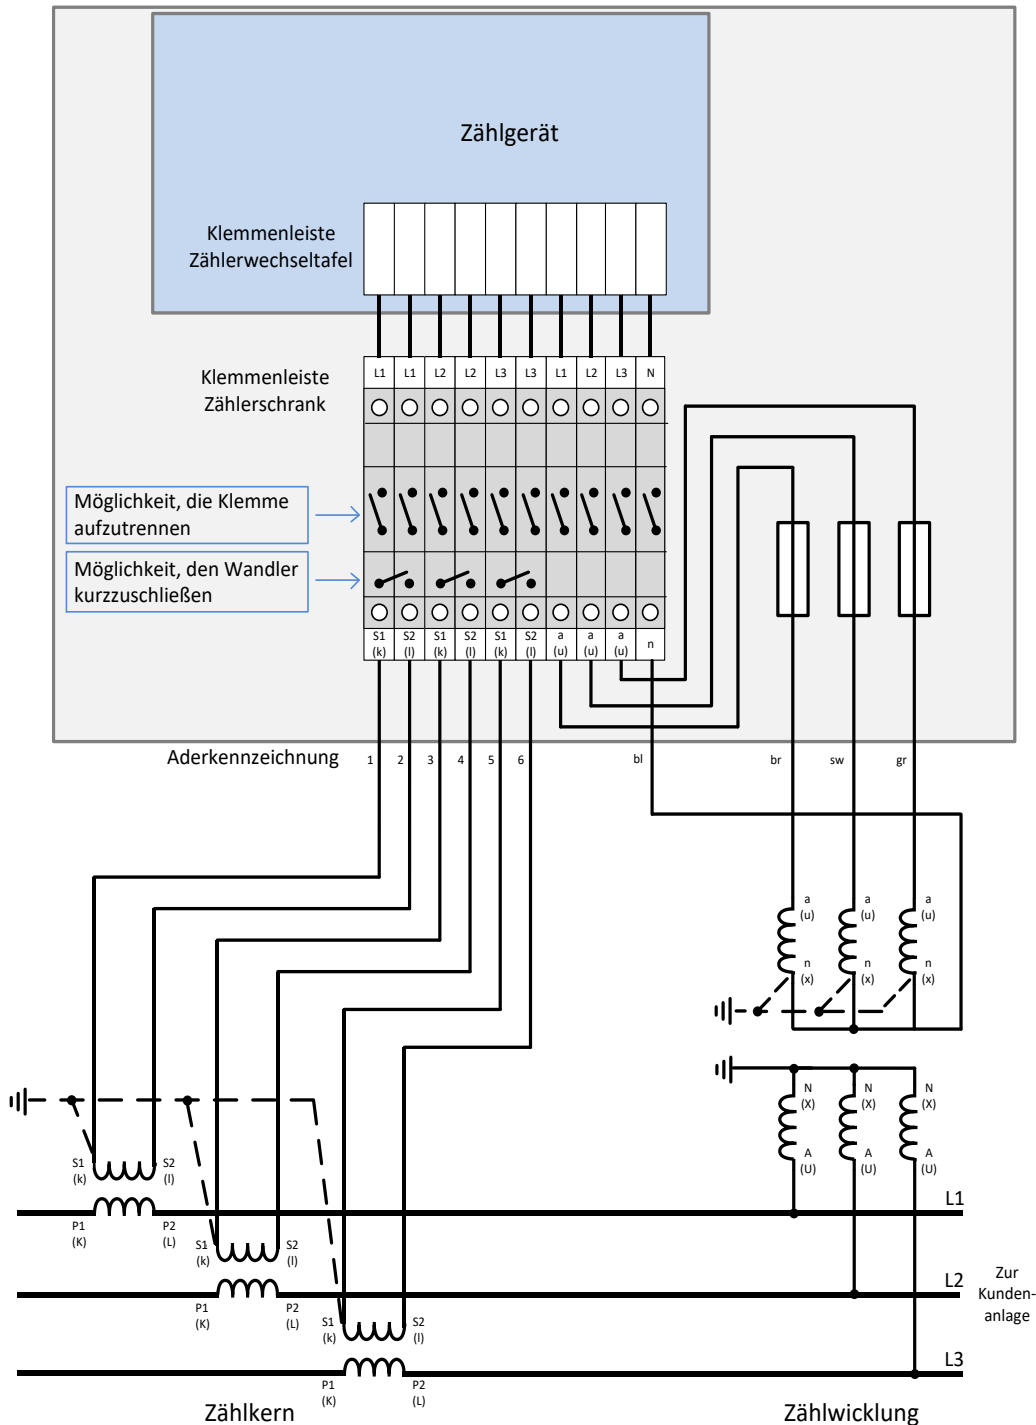 Zählgerät
Klemmenleiste
Zählerwechseltafel
Klemmenleiste
Zählerschrank
L1 L1 L2 L2 L3 L3 L1 L2 L3 N
Möglichkeit, die Klemme
aufzutrennen
Möglichkeit, den Wandler
kurzzuschließen
S1 S2 S1 S2 S1 S2 a a a n
(k) (l) (k) (l) (k) (l) (u) (u) (u)
Aderkennzeichnung 1 2 3 4 5 6 bl br sw gr
a a a
(u) (u) (u)
n n n
(x) (x) (x)
N N N
(X) (X) (X)
A A A
(U) (U) (U)
S1 S2
(k) (l)
L1
P1 P2
(K) (L)
S1 S2
(k) (l)
L2
P1 P2
(K) (L)
Zur
Kunden-
anlage
S1 S2
(k) (l)
L3
P1 P2
(K) (L)
Zählkern
Zählwicklung